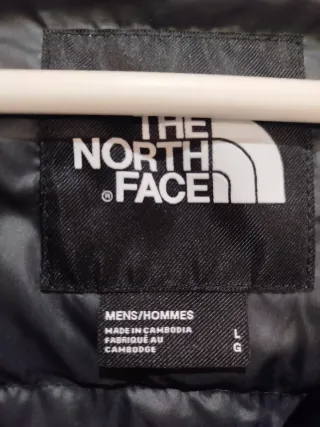 THE
NORTH
FACE
®
MENS/HOMMES
MADE IN CAMBODIA
FABRIQUÉ AU
CAMBODGE
L
G